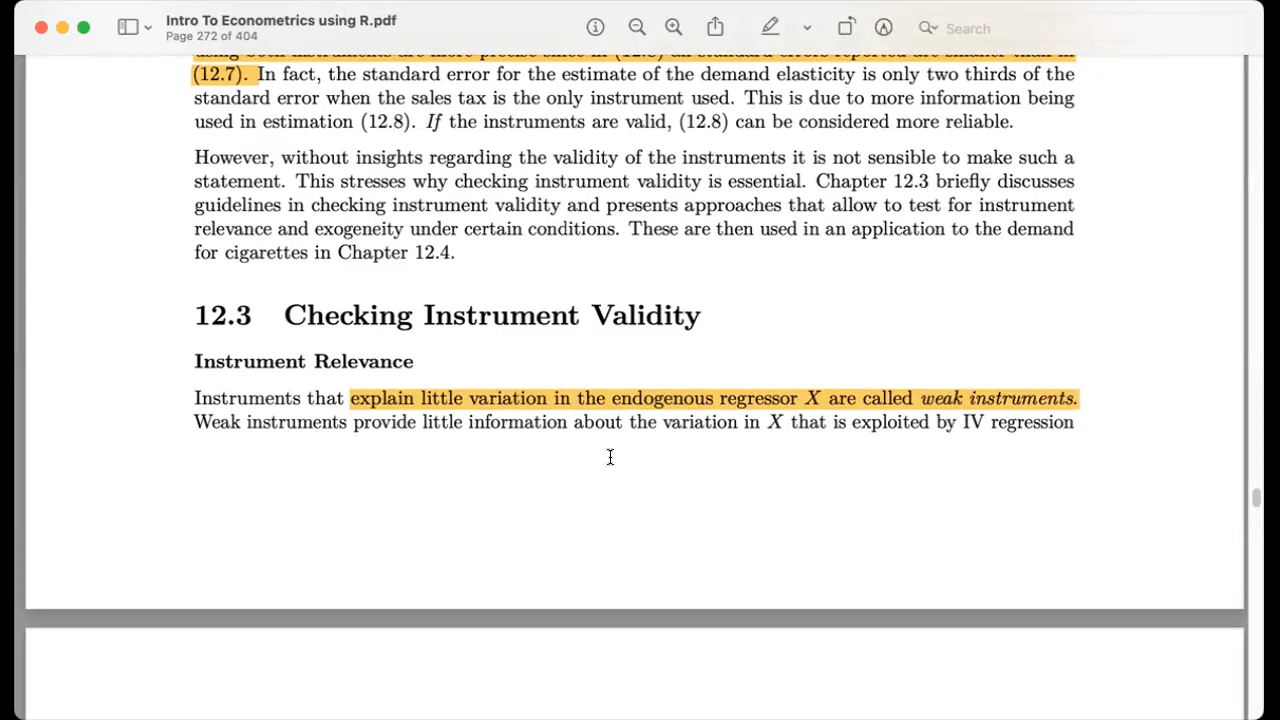 Intro To Econometrics using R.pdf
Page 272 of 404
Search
(12.7). In fact, the standard error for the estimate of the demand elasticity is only two thirds of the
standard error when the sales tax is the only instrument used. This is due to more information being
used in estimation (12.8). If the instruments are valid, (12.8) can be considered more reliable.
However, without insights regarding the validity of the instruments it is not sensible to make such a
statement. This stresses why checking instrument validity is essential. Chapter 12.3 briefly discusses
guidelines in checking instrument validity and presents approaches that allow to test for instrument
relevance and exogeneity under certain conditions. These are then used in an application to the demand
for cigarettes in Chapter 12.4.
12.3 Checking Instrument Validity
Instrument Relevance
Instruments that explain little variation in the endogenous regressor X are called weak instruments.
Weak instruments provide little information about the variation in X that is exploited by IV regression